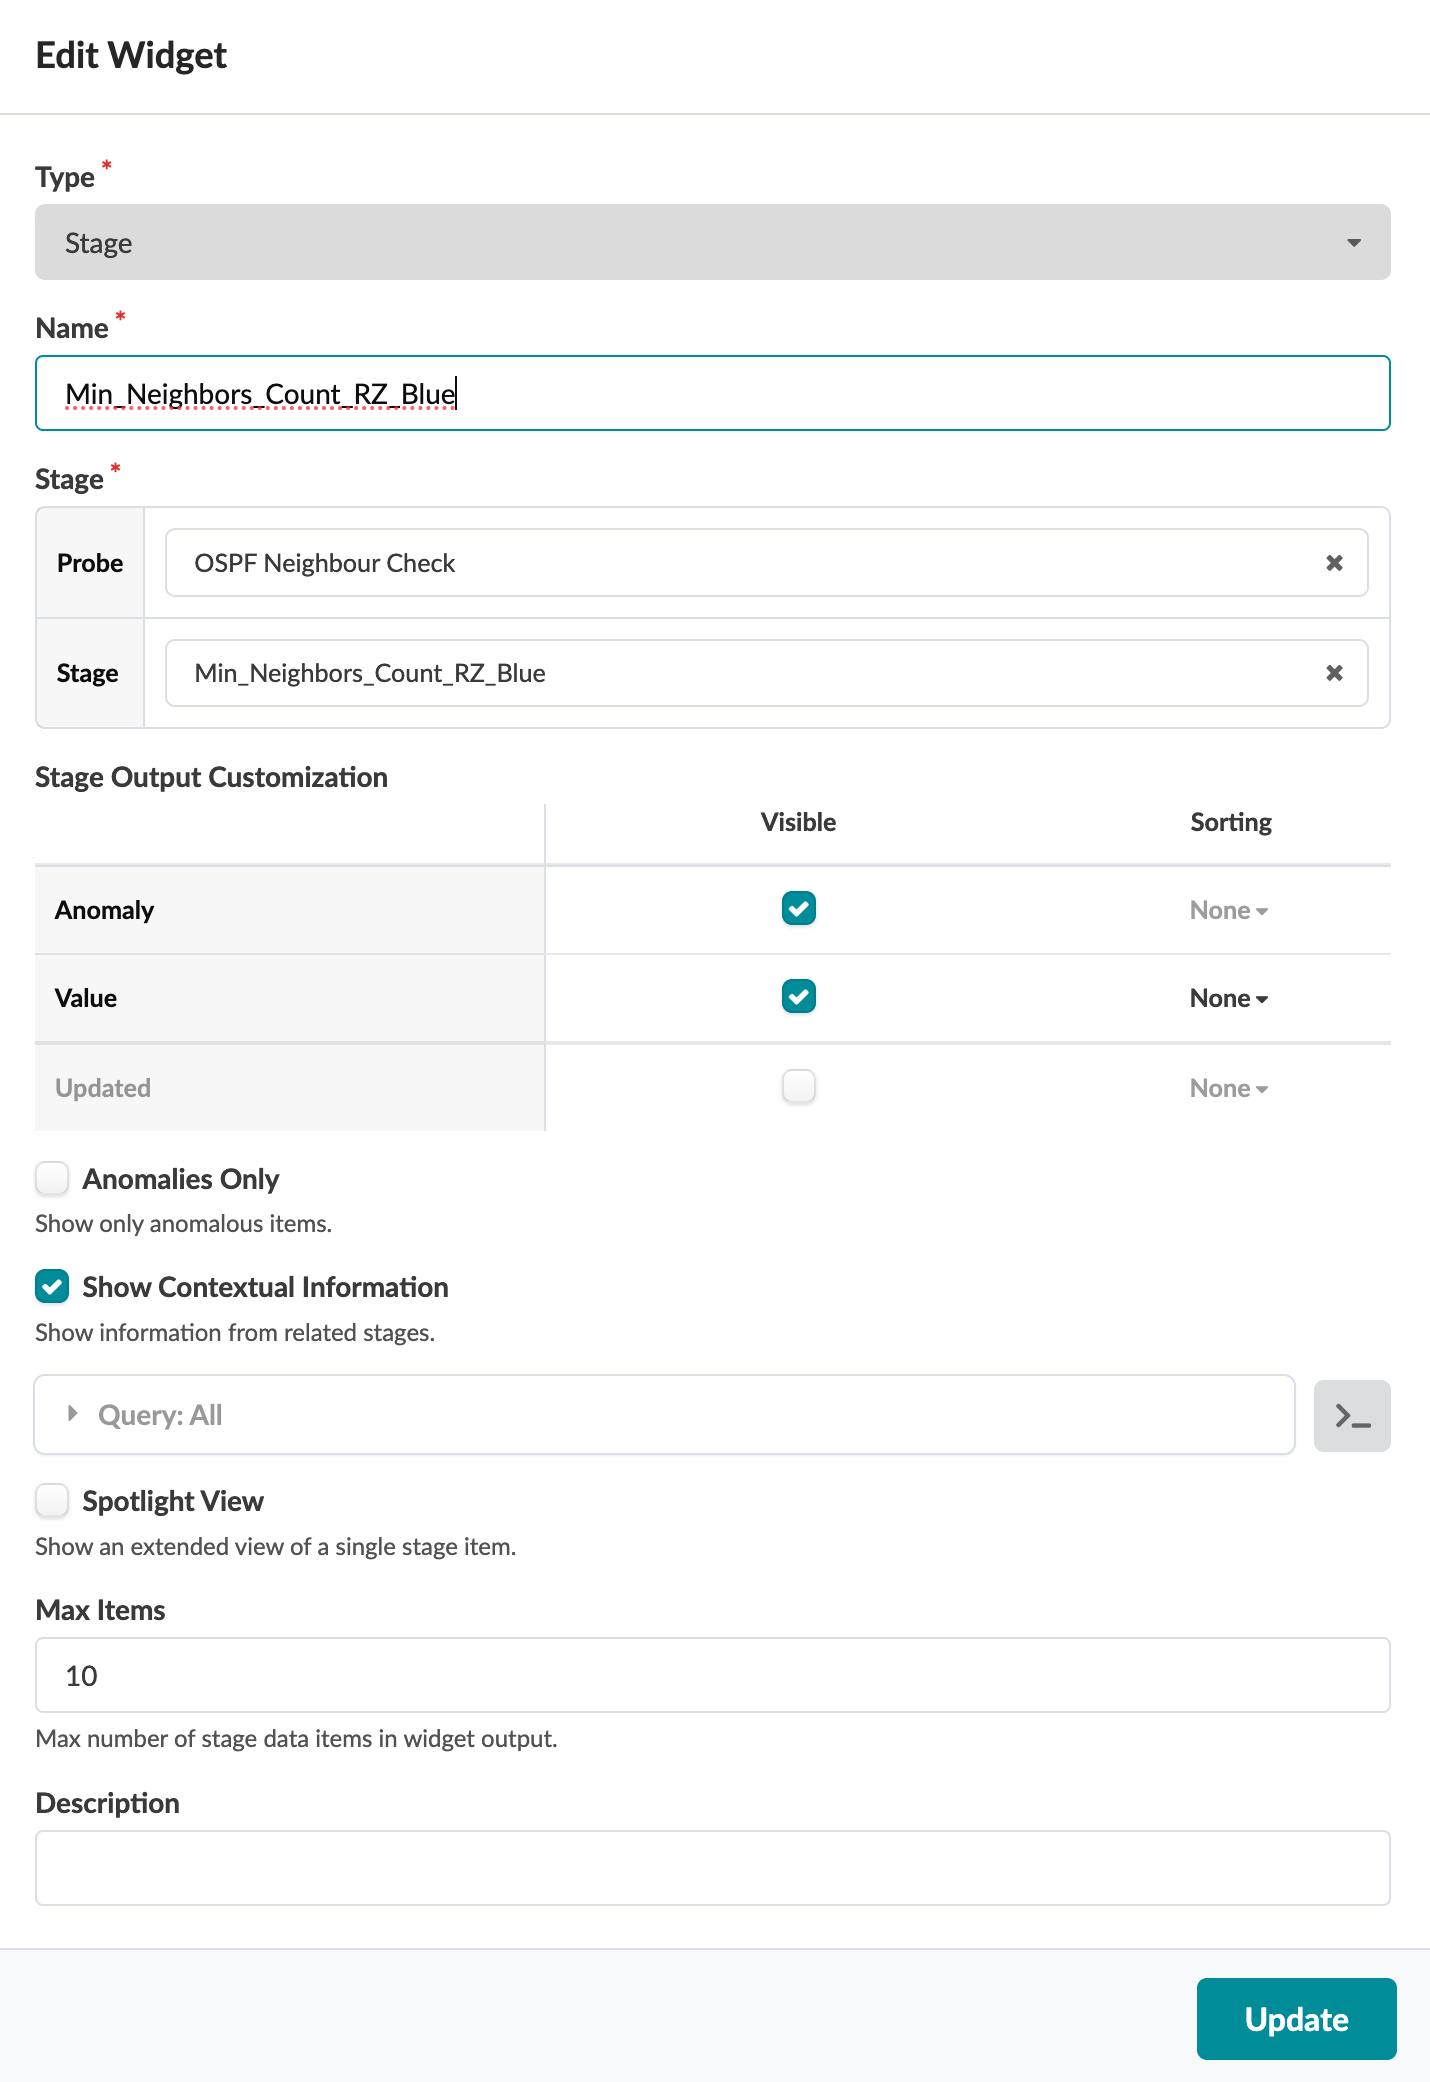 Edit Widget
Type *
Stage
Name *
Min_Neighbors_Count_RZ_Blue
Stage *
Probe OSPF Neighbour Check
Stage Min_Neighbors_Count_RZ_Blue
Stage Output Customization
Visible Sorting
Anomaly None
Value None
Updated None
Anomalies Only
Show only anomalous items.
Show Contextual Information
Show information from related stages.
Query: All >_
Spotlight View
Show an extended view of a single stage item.
Max Items
10
Max number of stage data items in widget output.
Description
Update